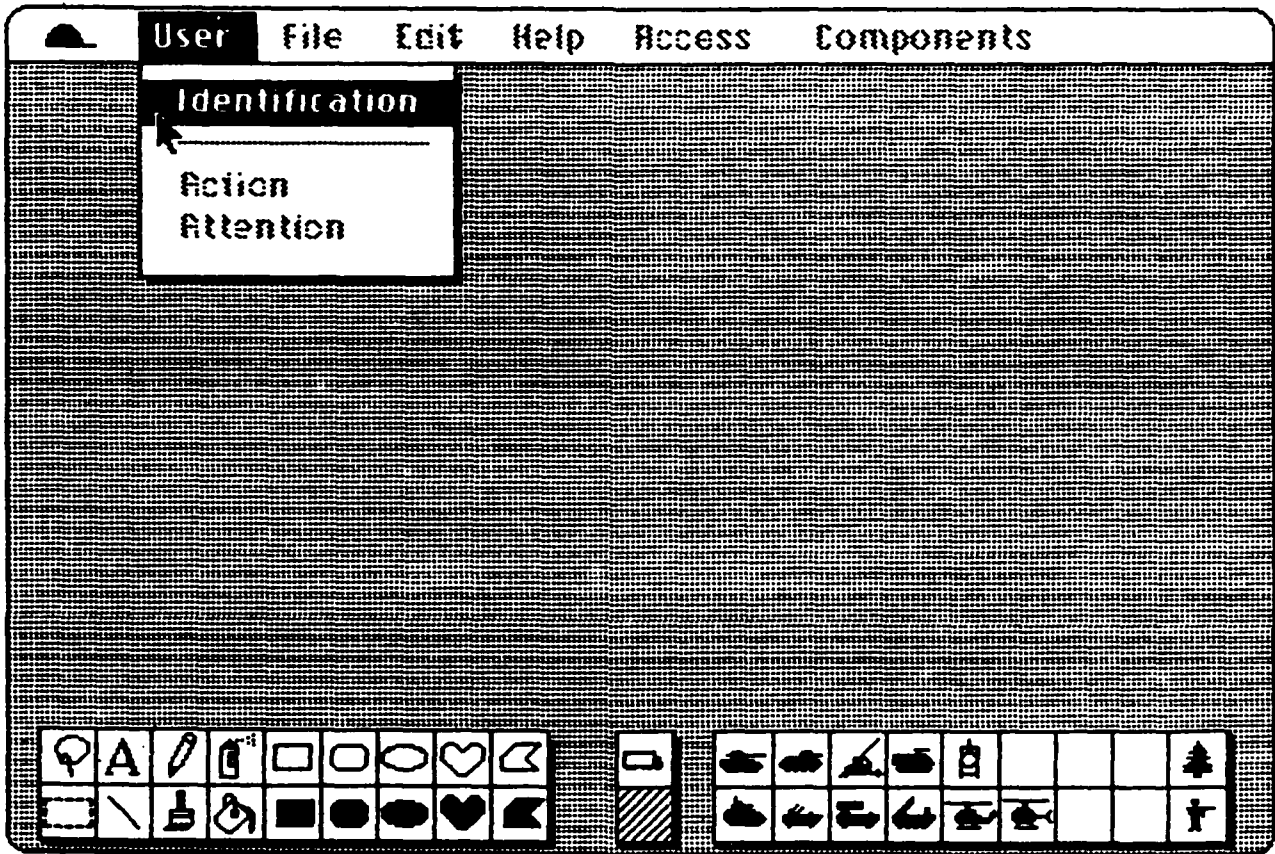 User File Edit Help Access Components
Identification
Action
Attention
A